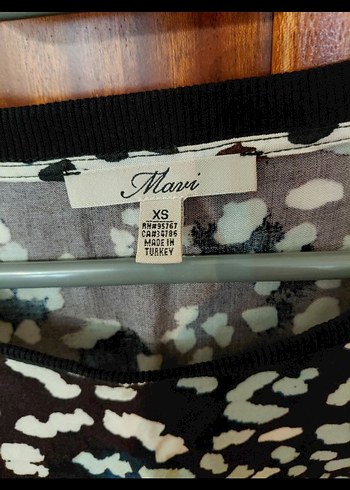 Mavi
XS
RN#95767
CA#34786
MADE IN
TURKEY